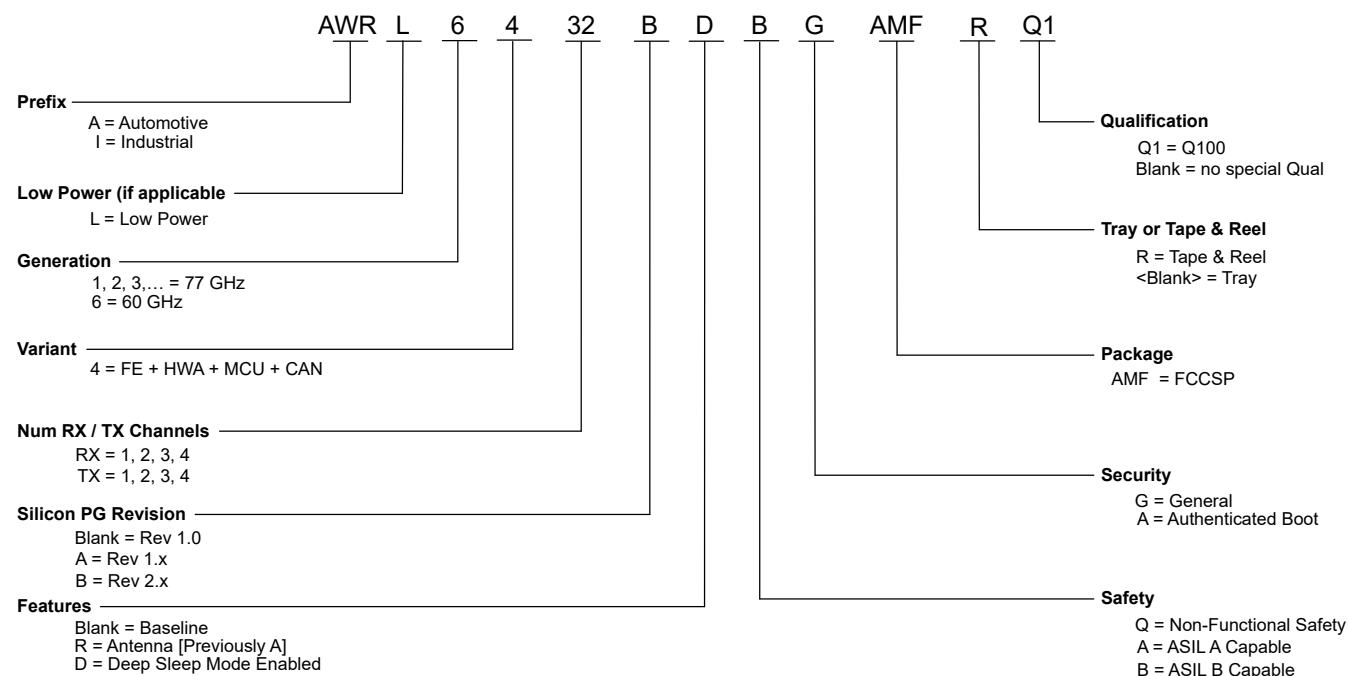 AWR L 6 4 32 B D B G AMF R Q1
Prefix
A = Automotive
I = Industrial
Low Power (if applicable
L = Low Power
Generation
1, 2, 3,… = 77 GHz
6 = 60 GHz
Variant
4 = FE + HWA + MCU + CAN
Num RX / TX Channels
RX = 1, 2, 3, 4
TX = 1, 2, 3, 4
Silicon PG Revision
Blank = Rev 1.0
A = Rev 1.x
B = Rev 2.x
Features
Blank = Baseline
R = Antenna [Previously A]
D = Deep Sleep Mode Enabled
Qualification
Q1 = Q100
Blank = no special Qual
Tray or Tape & Reel
R = Tape & Reel
<Blank> = Tray
Package
AMF = FCCSP
Security
G = General
A = Authenticated Boot
Safety
Q = Non-Functional Safety
A = ASIL A Capable
B = ASIL B Capable